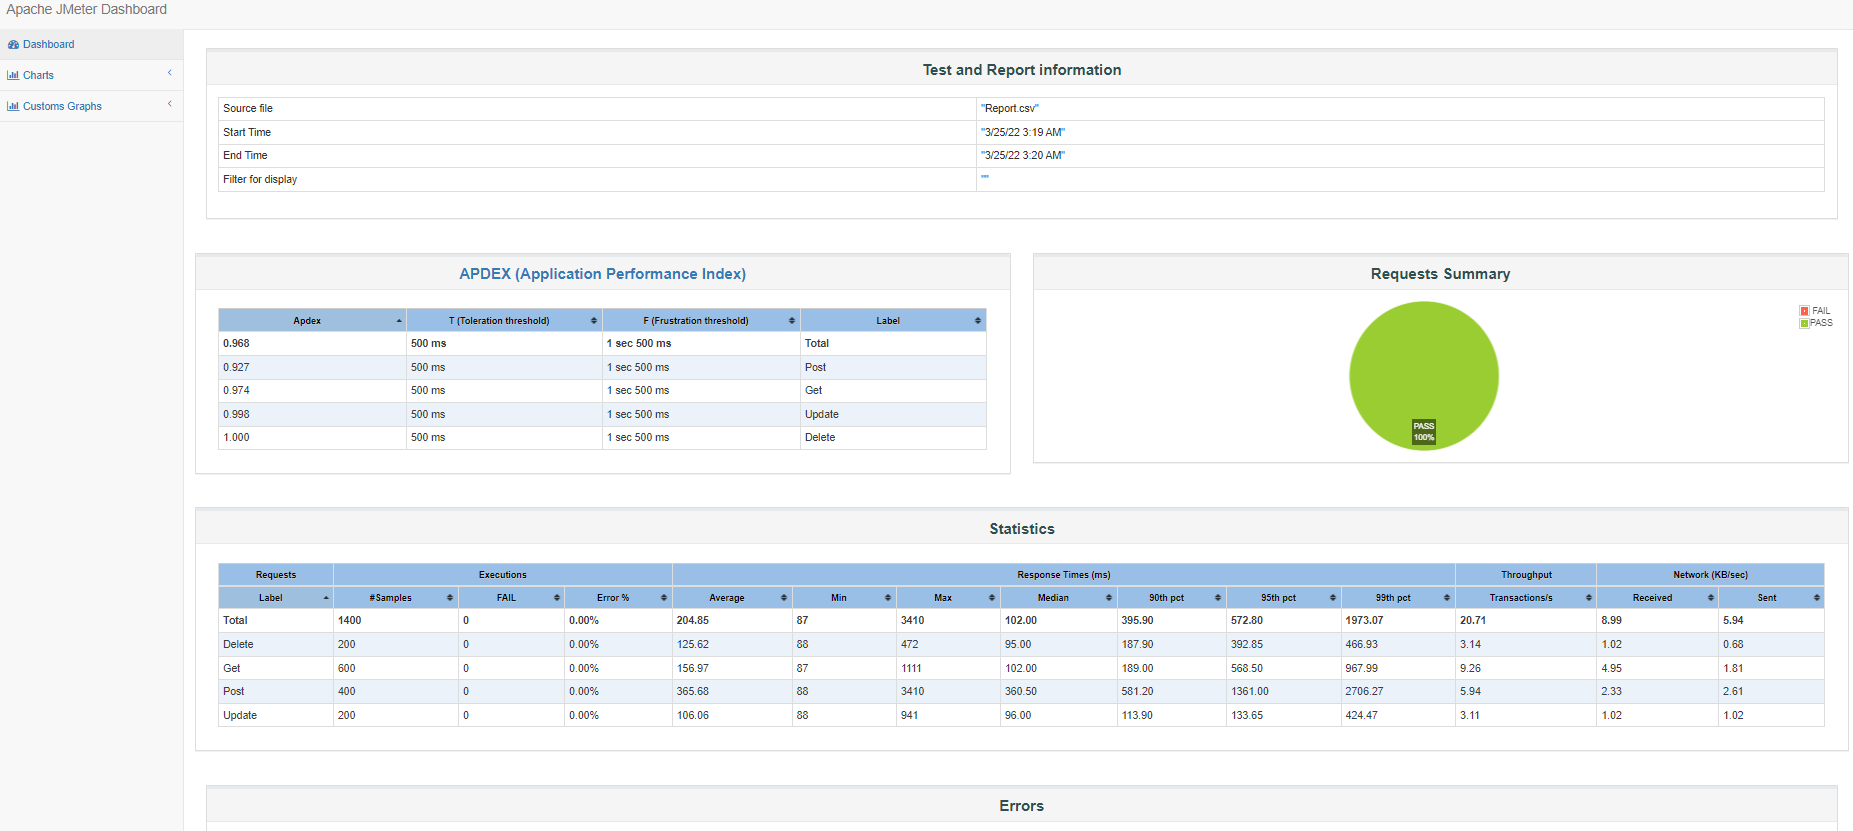 Apache JMeter Dashboard
Dashboard
Charts
Customs Graphs
Test and Report information
Source file "Report.csv"
Start Time "3/25/22 3:19 AM"
End Time "3/25/22 3:20 AM"
Filter for display ""
APDEX (Application Performance Index)
Apdex T (Toleration threshold) F (Frustration threshold) Label
0.968 500 ms 1 sec 500 ms Total
0.927 500 ms 1 sec 500 ms Post
0.974 500 ms 1 sec 500 ms Get
0.998 500 ms 1 sec 500 ms Update
1.000 500 ms 1 sec 500 ms Delete
Requests Summary
FAIL
PASS
PASS
100%
Statistics
Requests Executions Response Times (ms) Throughput Network (KB/sec)
Label #Samples FAIL Error % Average Min Max Median 90th pct 95th pct 99th pct Transactions/s Received Sent
Total 1400 0 0.00% 204.85 87 3410 102.00 395.90 572.80 1973.07 20.71 8.99 5.94
Delete 200 0 0.00% 125.62 88 472 95.00 187.90 392.85 466.93 3.14 1.02 0.68
Get 600 0 0.00% 156.97 87 1111 102.00 189.00 568.50 967.99 9.26 4.95 1.81
Post 400 0 0.00% 365.68 88 3410 360.50 581.20 1361.00 2706.27 5.94 2.33 2.61
Update 200 0 0.00% 106.06 88 941 96.00 113.90 133.65 424.47 3.11 1.02 1.02
Errors